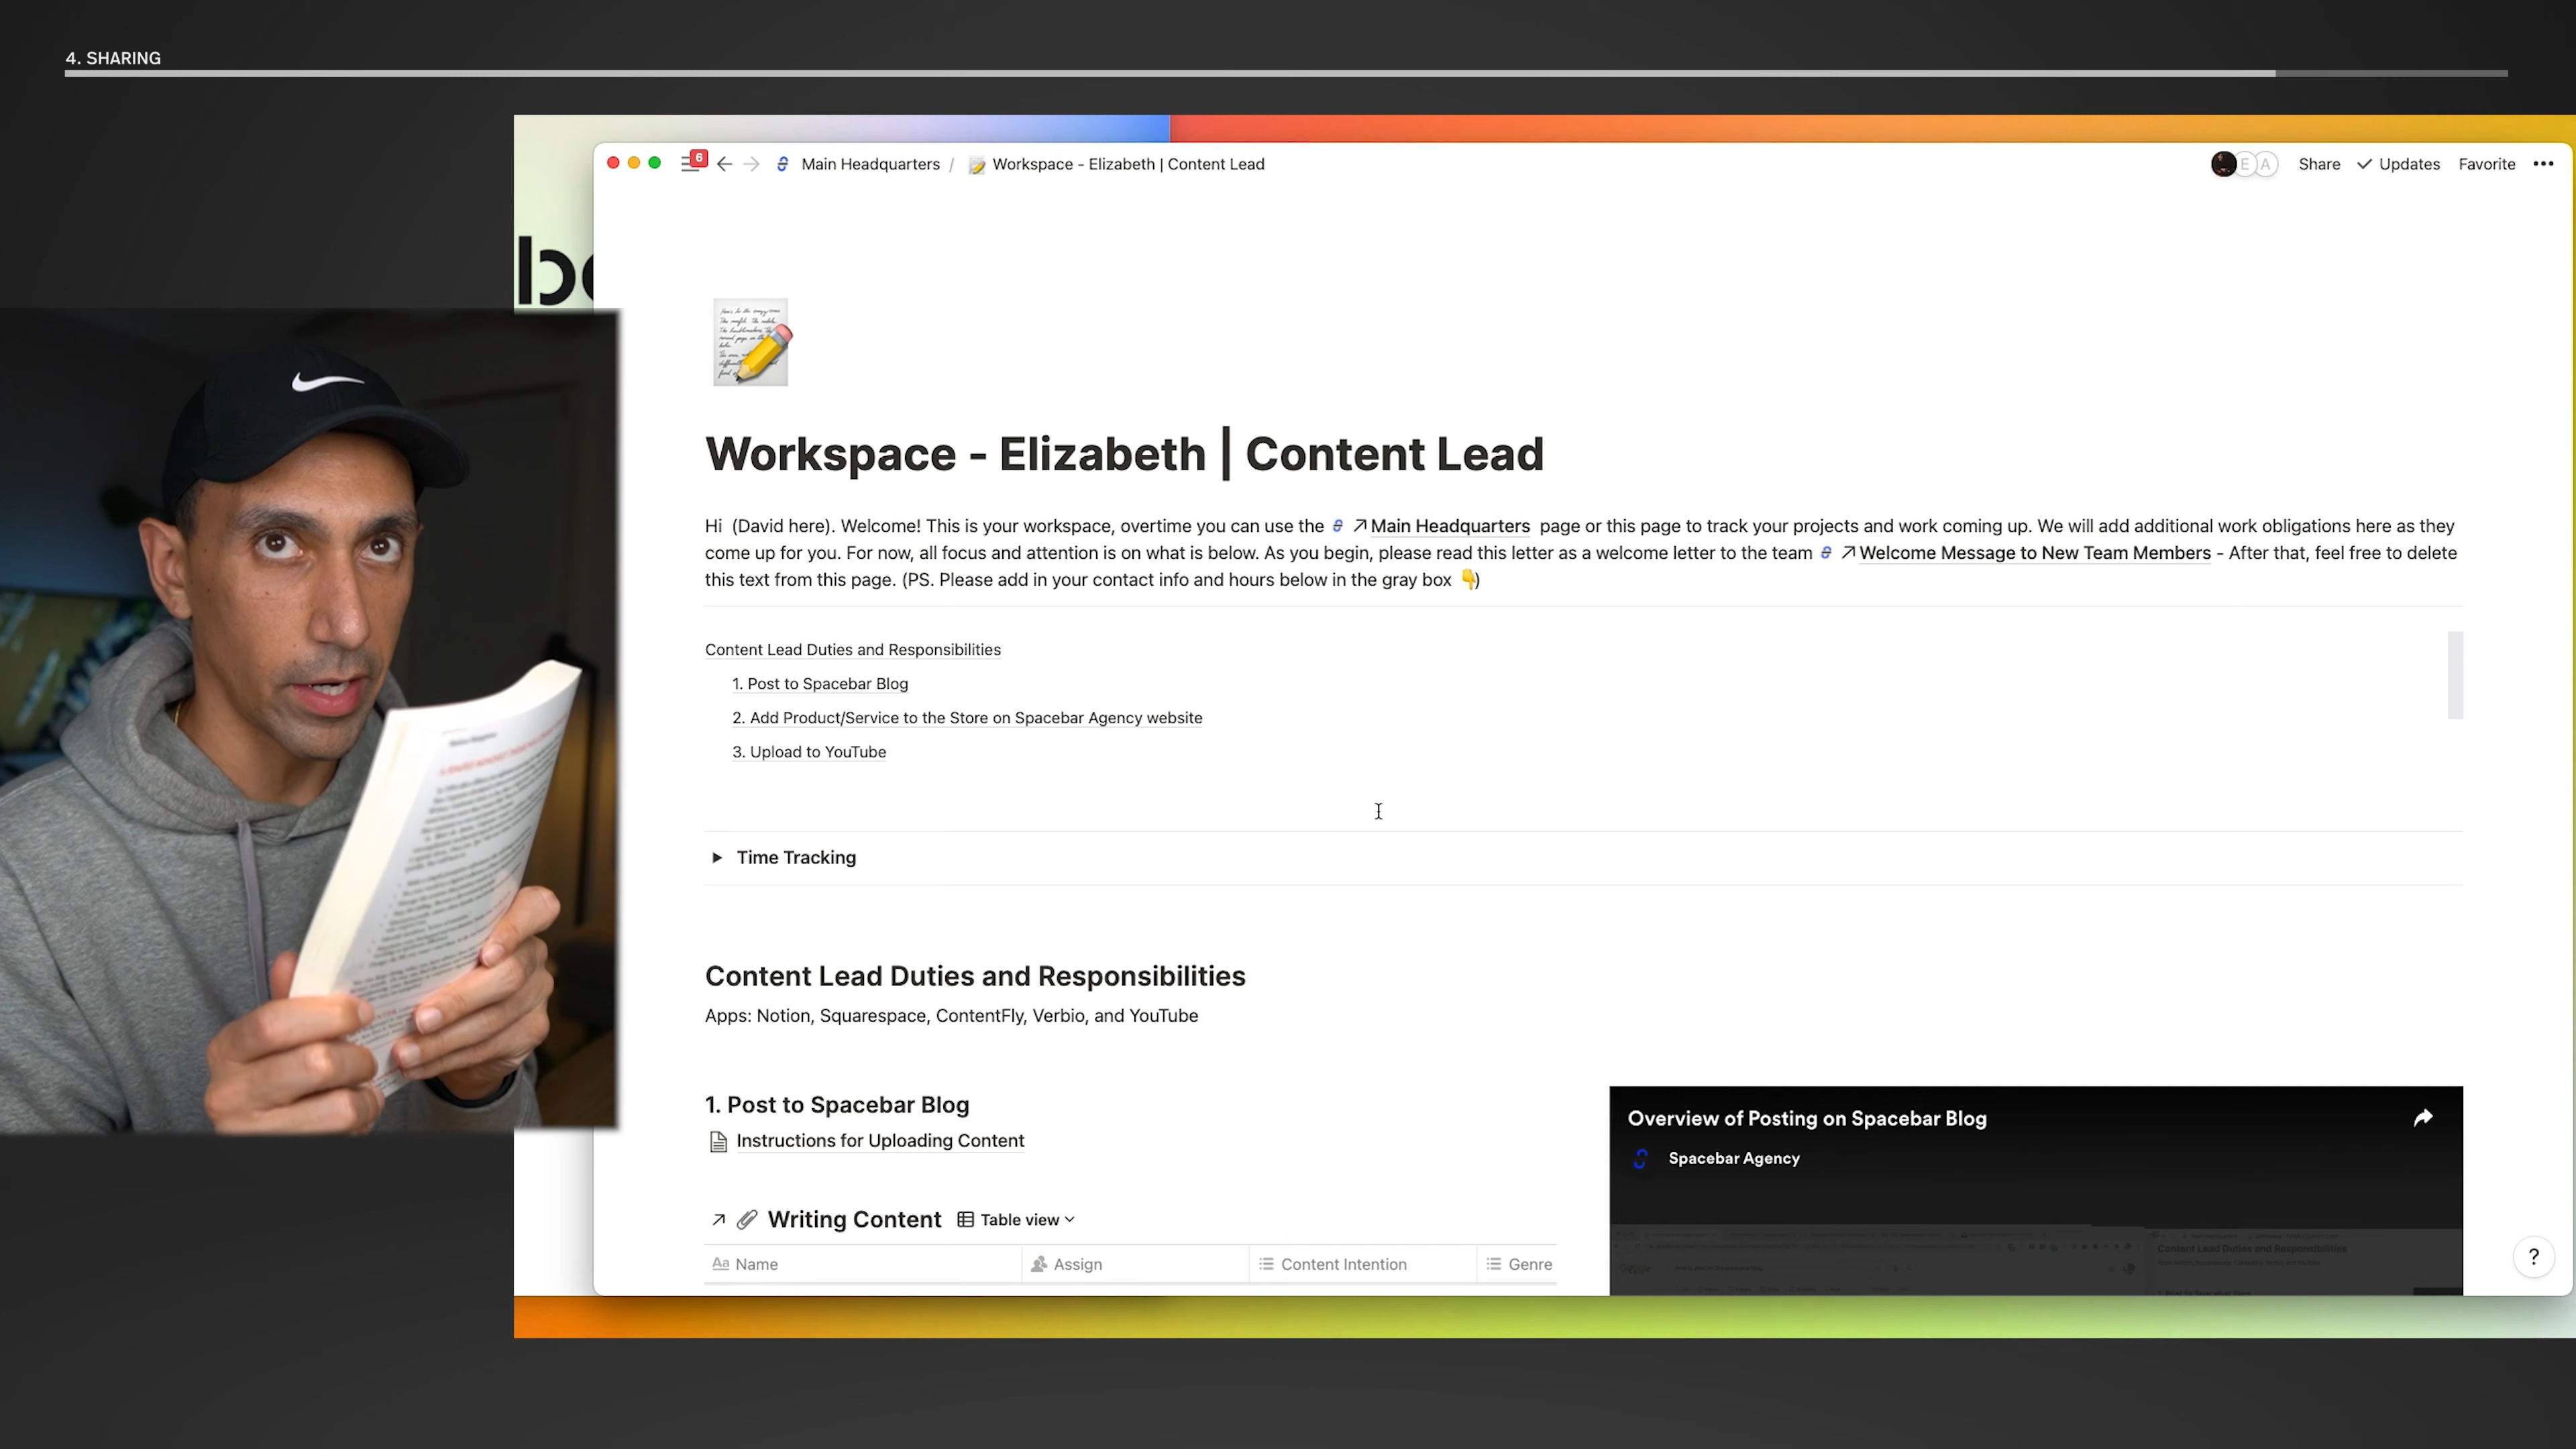 4. SHARING
6
Main Headquarters / Workspace - Elizabeth | Content Lead
E A Share Updates Favorite •••
Workspace - Elizabeth | Content Lead
Hi (David here). Welcome! This is your workspace, overtime you can use the ↗Main Headquarters page or this page to track your projects and work coming up. We will add additional work obligations here as they
come up for you. For now, all focus and attention is on what is below. As you begin, please read this letter as a welcome letter to the team ↗Welcome Message to New Team Members - After that, feel free to delete
this text from this page. (PS. Please add in your contact info and hours below in the gray box 👇)
Content Lead Duties and Responsibilities
1. Post to Spacebar Blog
2. Add Product/Service to the Store on Spacebar Agency website
3. Upload to YouTube
Time Tracking
Content Lead Duties and Responsibilities
Apps: Notion, Squarespace, ContentFly, Verbio, and YouTube
1. Post to Spacebar Blog
Instructions for Uploading Content
Writing Content Table view
Aa Name Assign Content Intention Genre
Overview of Posting on Spacebar Blog
Spacebar Agency
Content Lead Duties and Responsibilities
?